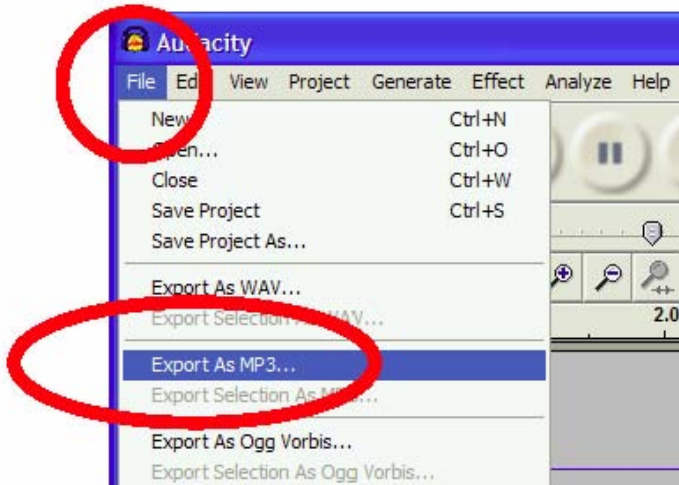 Audacity
File Edit View Project Generate Effect Analyze Help
New Ctrl+N
Open... Ctrl+O
Close Ctrl+W
Save Project Ctrl+S
Save Project As...
Export As WAV...
Export Selection As WAV...
Export As MP3...
Export Selection As MP3...
Export As Ogg Vorbis...
Export Selection As Ogg Vorbis...
2.0